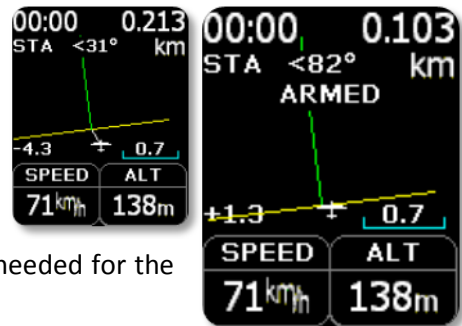 00:00 0.213
STA <31° km
-4.3 0.7
SPEED ALT
71km/h 138m
00:00 0.103
STA <82° km
ARMED
+1.3 0.7
SPEED ALT
71km/h 138m
needed for the